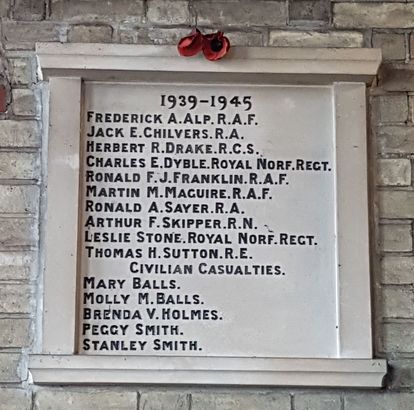 1939-1945
Frederick A. Alp. R.A.F.
Jack E. Chilvers. R.A.
Herbert R. Drake. R.C.S.
Charles E. Dyble. Royal Norf. Regt.
Ronald F. J. Franklin. R.A.F.
Martin M. Maguire. R.A.F.
Ronald A. Sayer. R.A.
Arthur F. Skipper. R.N.
Leslie Stone. Royal Norf. Regt.
Thomas H. Sutton. R.E.
Civilian Casualties.
Mary Balls.
Molly M. Balls.
Brenda V. Holmes.
Peggy Smith.
Stanley Smith.